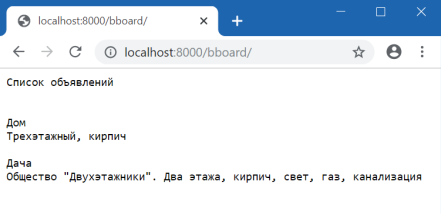 localhost:8000/bboard/
localhost:8000/bboard/
Список объявлений
Дом
Трехэтажный, кирпич
Дача
Общество "Двухэтажники". Два этажа, кирпич, свет, газ, канализация